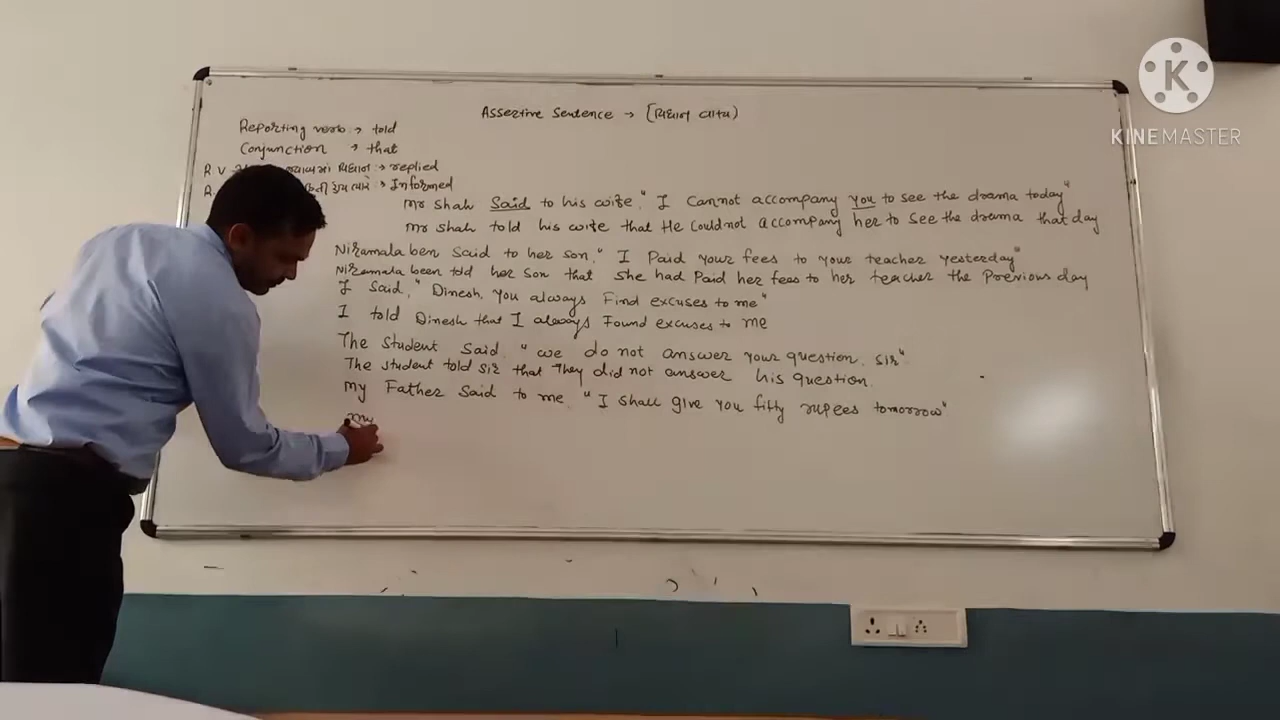 Assertive Sentence → [વિધાન વાક્ય)
Reporting verb → told
Conjunction → that
R.V વિધાન → replied
R. → Informed
Mr Shah Said to his wife, "I Cannot accompany you to see the drama today"
Mr Shah told his wife that He Could not accompany her to see the drama that day
Niramala ben Said to her son, "I Paid your fees to your teacher yesterday"
Niramala been told her son that She had Paid her fees to her teacher the Previous day
I Said, "Dinesh, you always Find excuses to me"
I told Dinesh that I always Found excuses to me
The Student Said, "we do not answer your question, sir"
The student told sir that They did not answer his question.
My Father Said to me, "I Shall give you fifty rupees tomorrow"
My
KINEMASTER